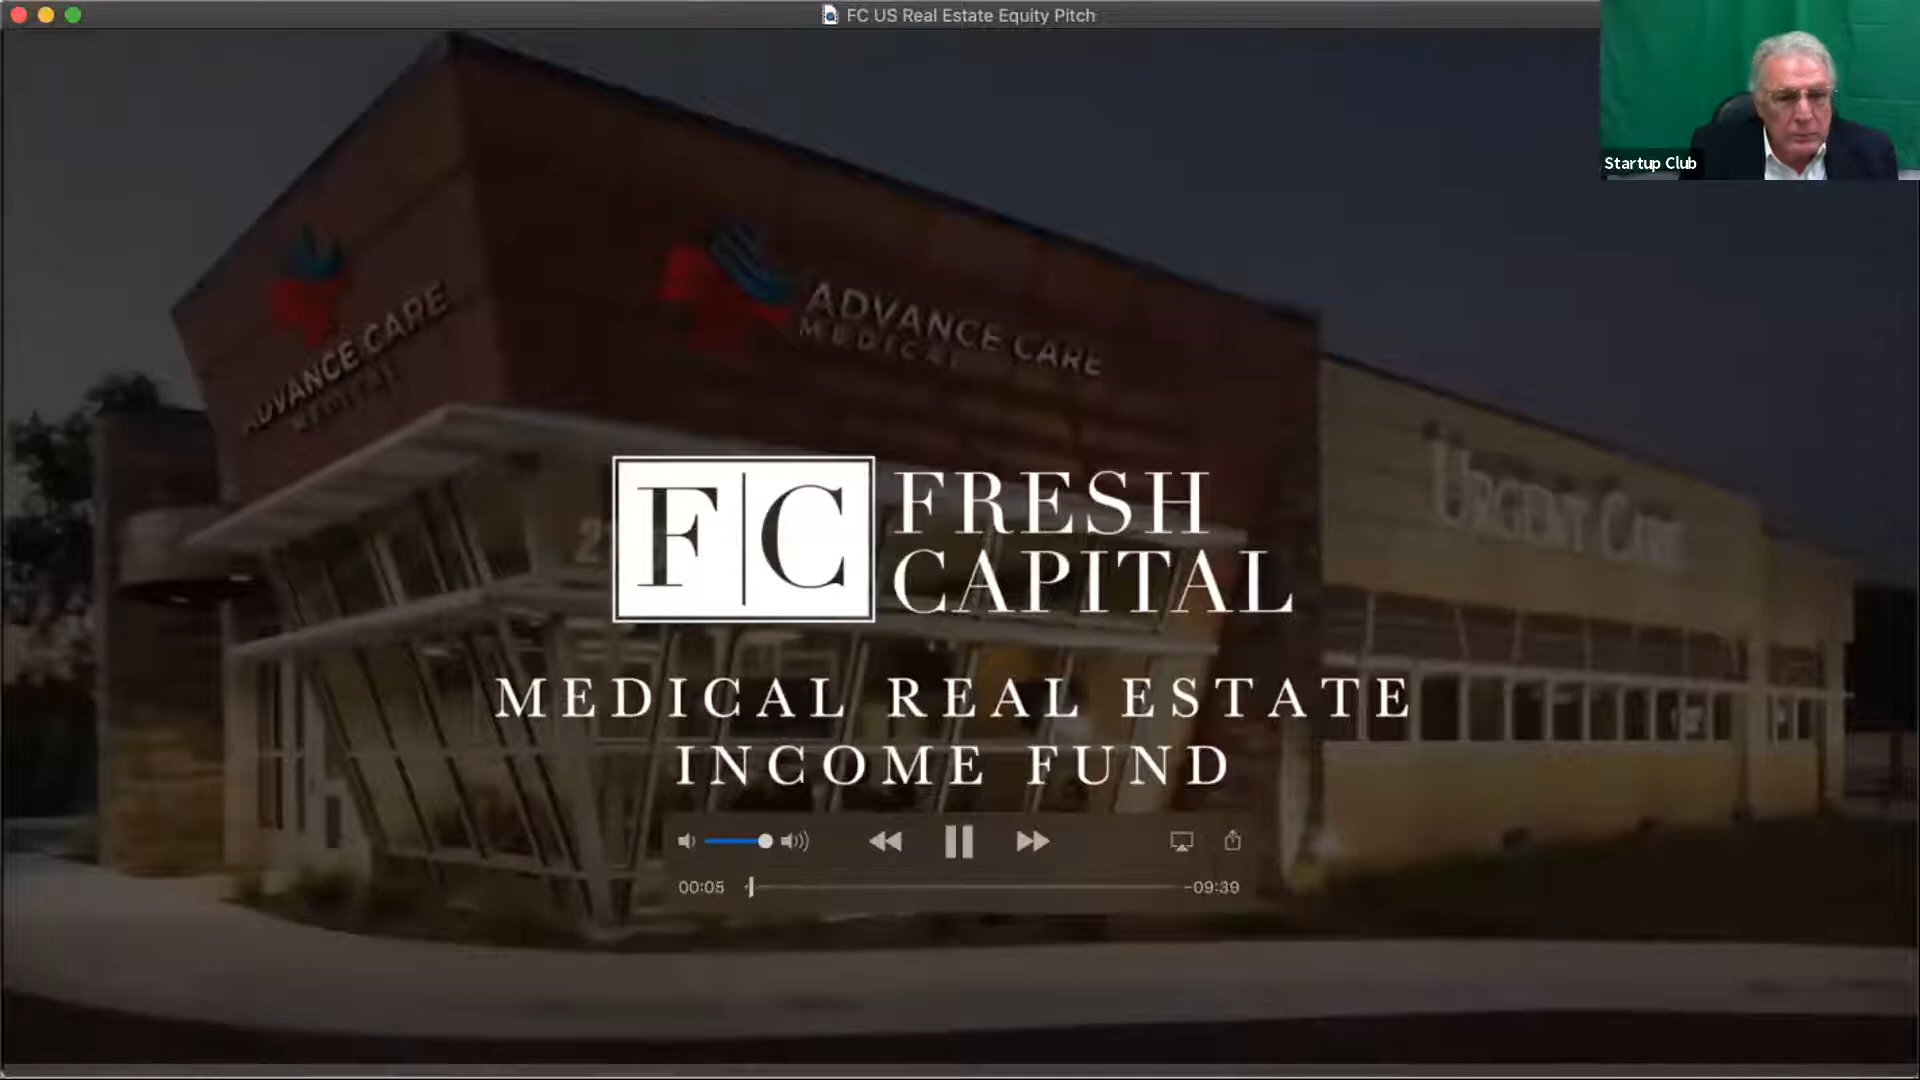 FC US Real Estate Equity Pitch
Startup Club
ADVANCE CARE
MEDICAL
ADVANCE CARE
MEDICAL
URGENT CARE
F|C
FRESH
CAPITAL
MEDICAL REAL ESTATE
INCOME FUND
00:05
-09:39